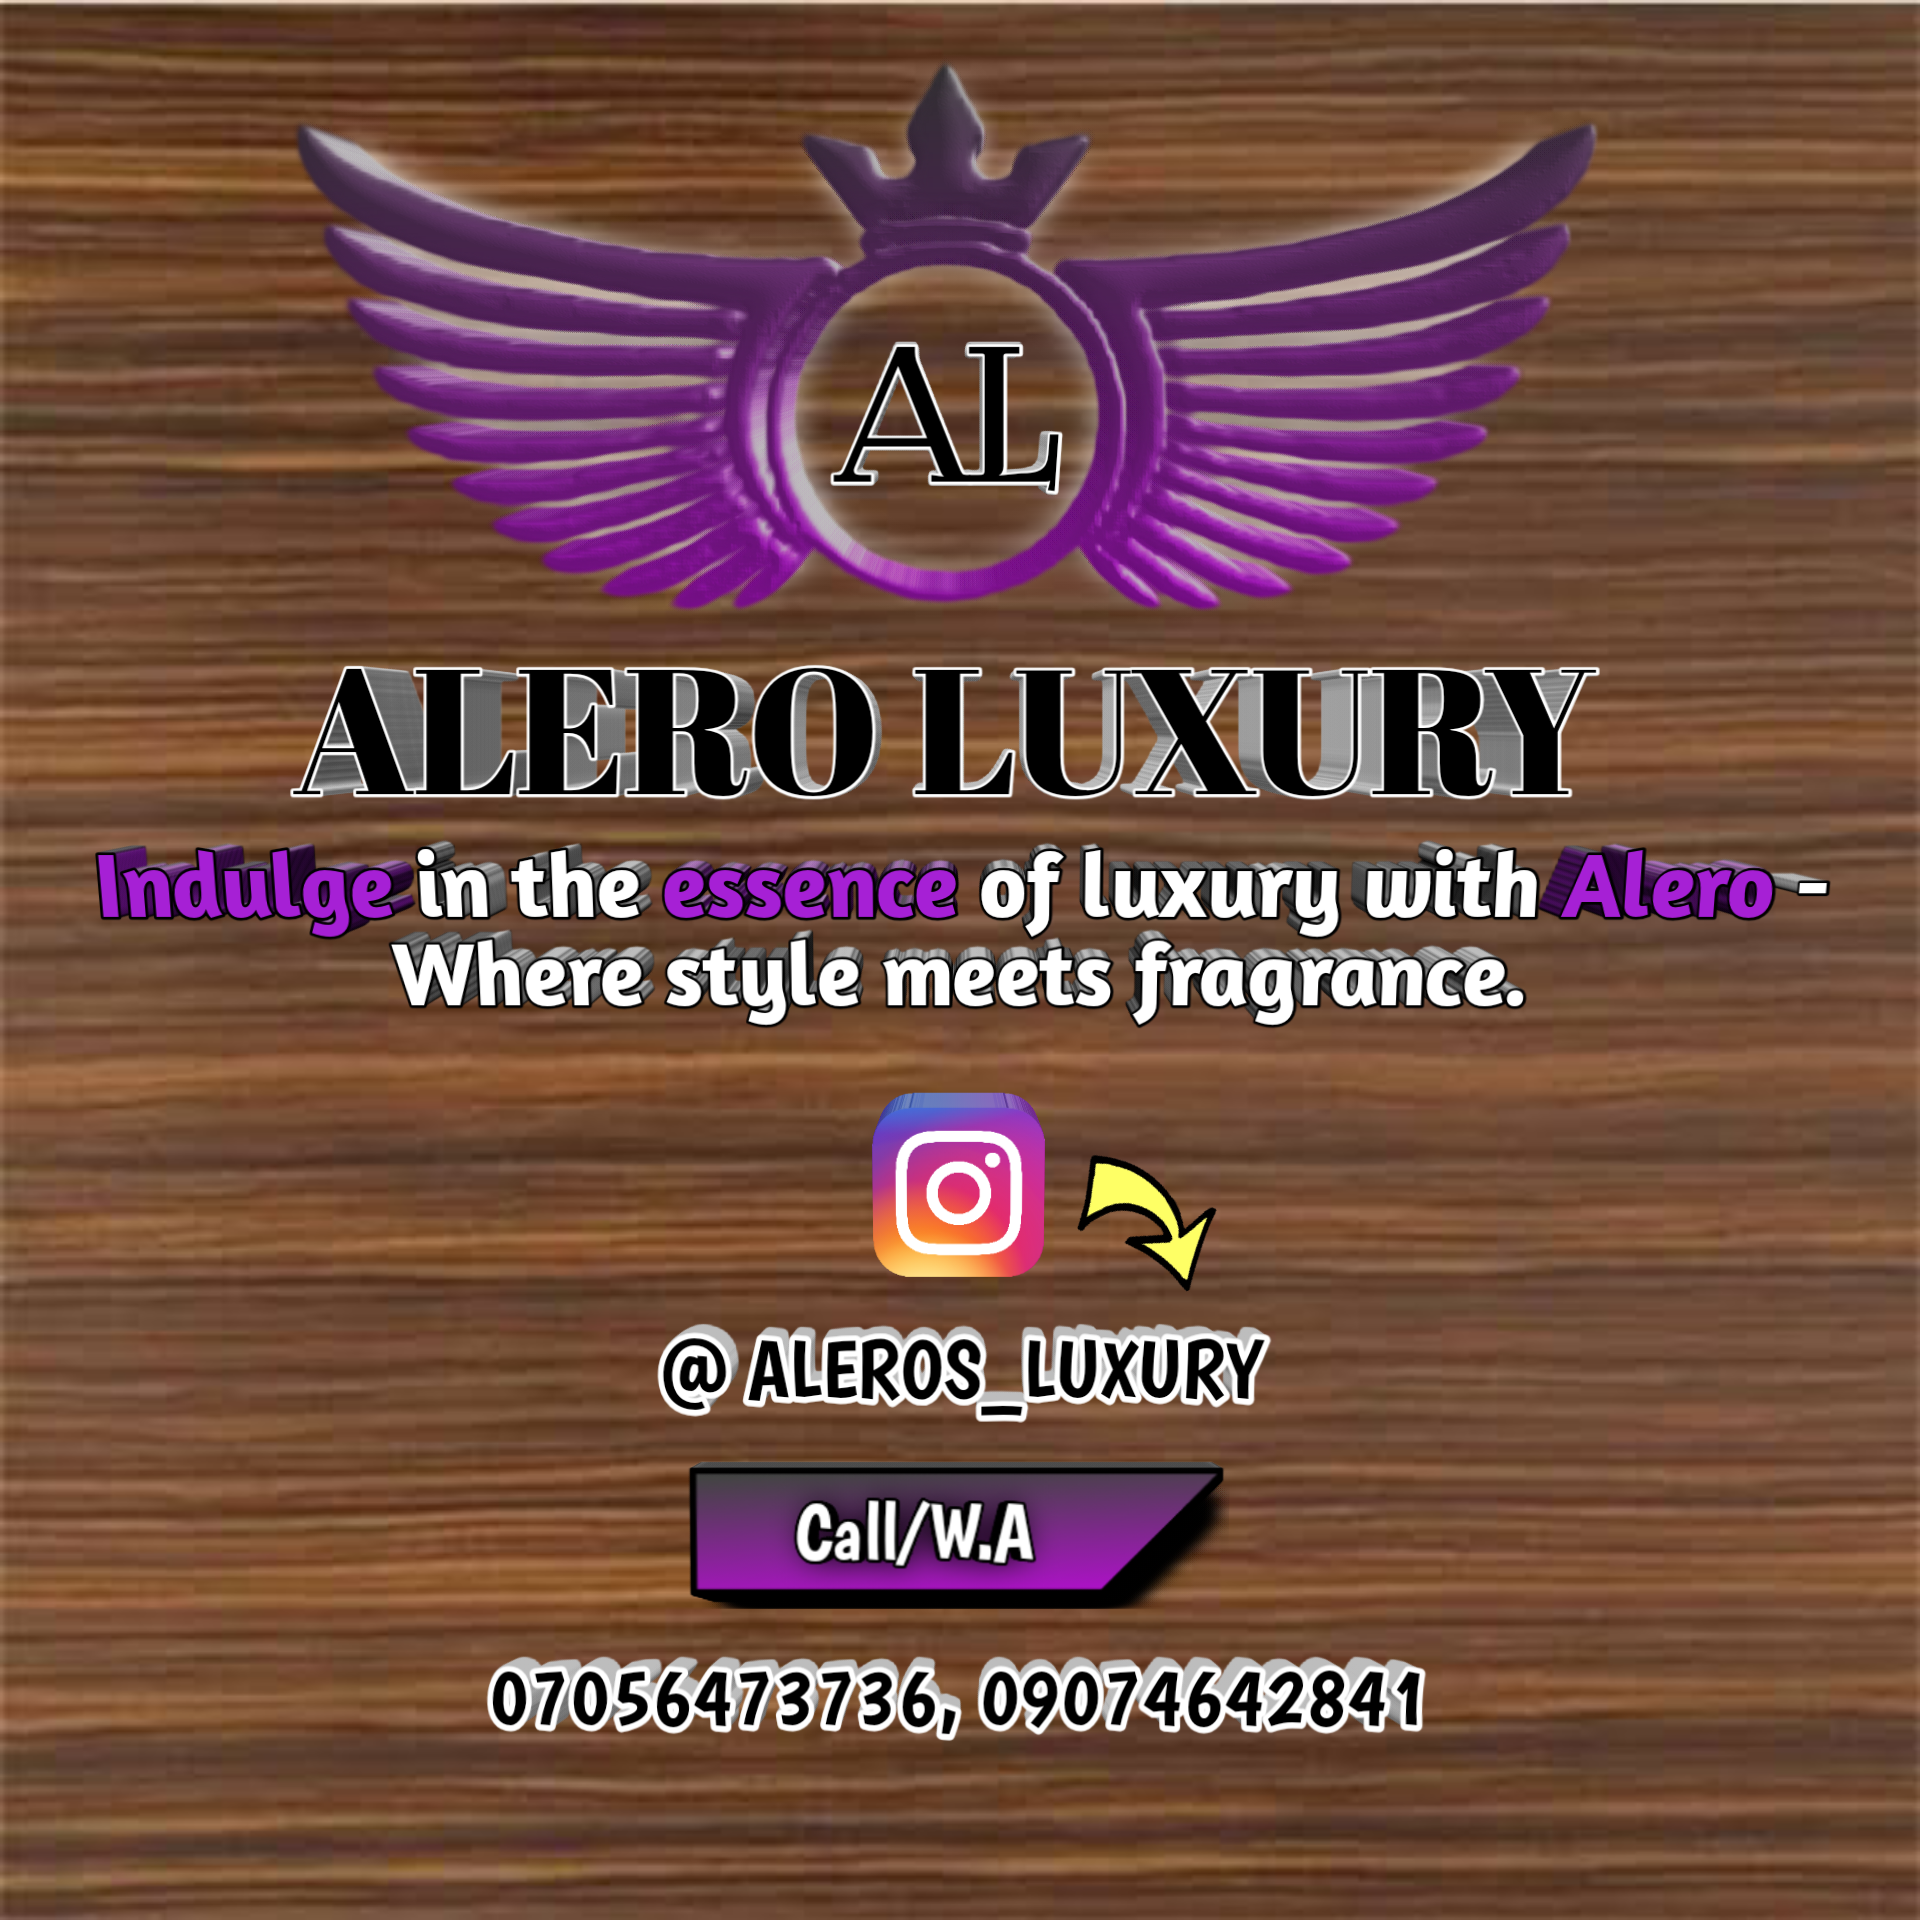 AL
ALERO LUXURY
Indulge in the essence of luxury with Alero -
Where style meets fragrance.
@ ALEROS_LUXURY
Call/W.A
07056473736, 09074642841